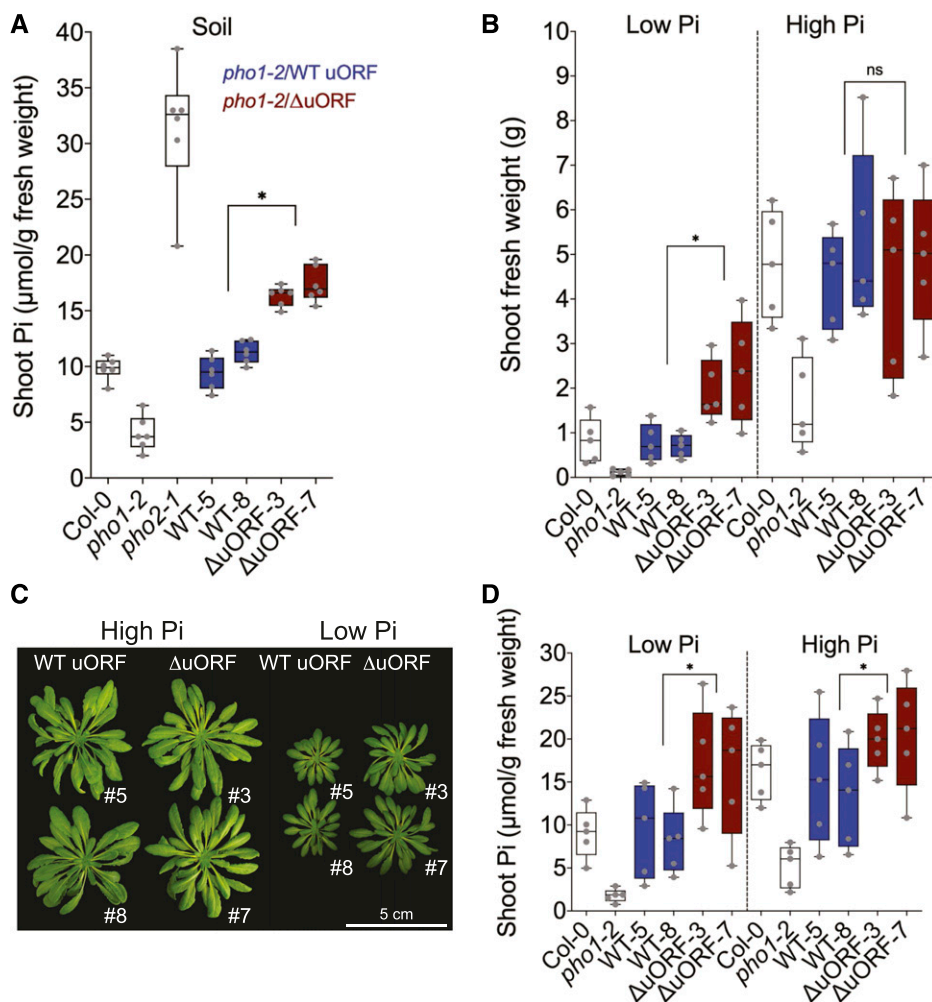 A
Soil
Shoot Pi (µmol/g fresh weight)
40
35
30
25
20
15
10
5
0
pho1-2/WT uORF
pho1-2/ΔuORF
*
Col-0
pho1-2
pho2-1
WT-5
WT-8
ΔuORF-3
ΔuORF-7
B
Low Pi
High Pi
Shoot fresh weight (g)
10
9
8
7
6
5
4
3
2
1
0
*
ns
Col-0
pho1-2
WT-5
WT-8
ΔuORF-3
ΔuORF-7
Col-0
pho1-2
WT-5
WT-8
ΔuORF-3
ΔuORF-7
C
High Pi
Low Pi
WT uORF
ΔuORF
WT uORF
ΔuORF
#5
#3
#5
#3
#8
#7
#8
#7
5 cm
D
Low Pi
High Pi
Shoot Pi (µmol/g fresh weight)
30
25
20
15
10
5
0
*
*
Col-0
pho1-2
WT-5
WT-8
ΔuORF-3
ΔuORF-7
Col-0
pho1-2
WT-5
WT-8
ΔuORF-3
ΔuORF-7